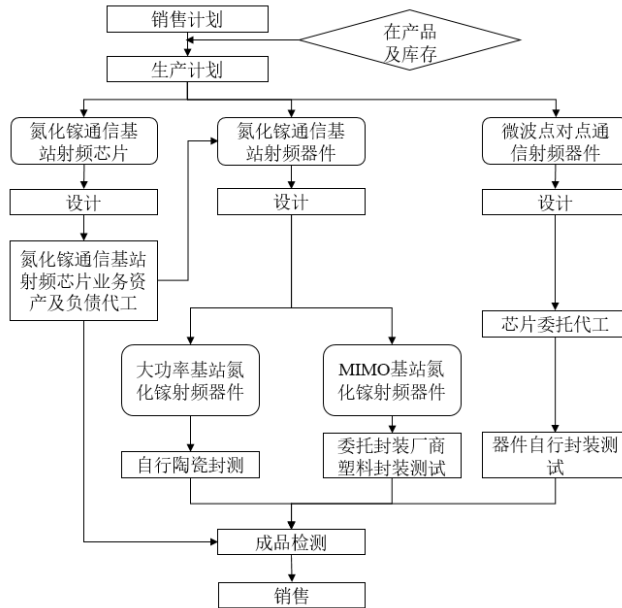 销售计划
在产品
及库存
生产计划
氮化镓通信基
站射频芯片
氮化镓通信基
站射频器件
微波点对点通
信射频器件
设计
设计
设计
氮化镓通信基站
射频芯片业务资
产及负债代工
芯片委托代工
大功率基站氮
化镓射频器件
MIMO基站氮
化镓射频器件
自行陶瓷封测
委托封装厂商
塑料封装测试
器件自行封装测
试
成品检测
销售